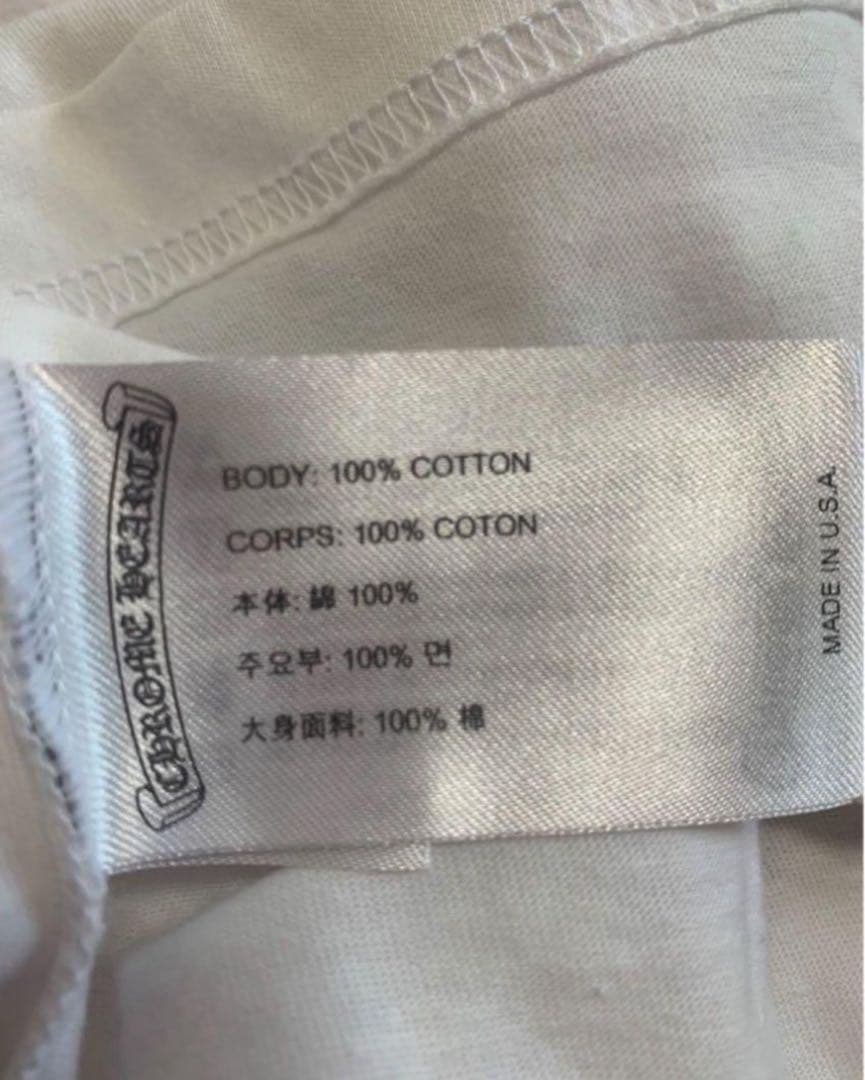 CHROME HEARTS
BODY: 100% COTTON
CORPS: 100% COTON
本体: 綿 100%
주요부: 100% 면
大身面料: 100% 棉
MADE IN U.S.A.